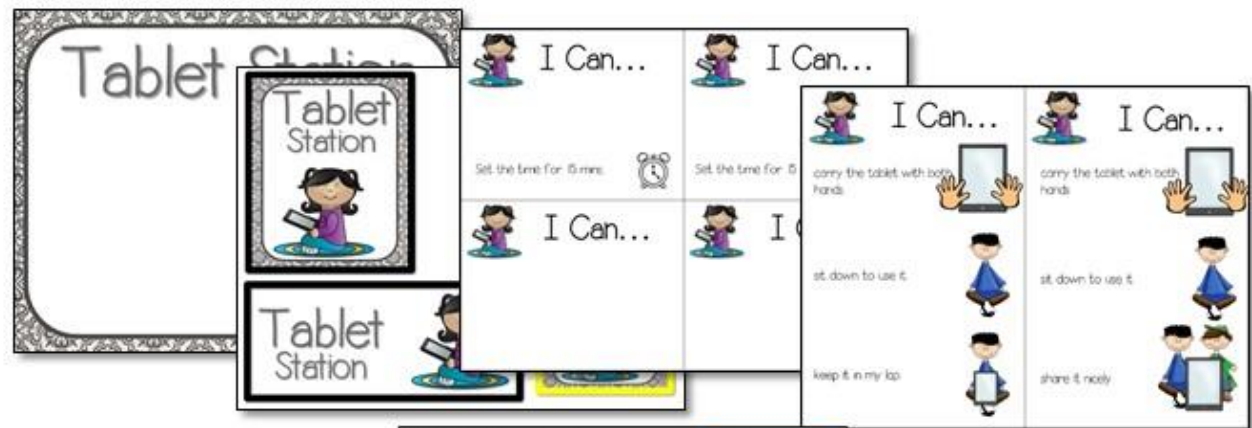 Tablet Station
Tablet
Station
Tablet
Station
I Can...
Set the time for 15 mins.
I Can...
Set the time for 15
I Can...
I
I Can...
carry the tablet with both
hands
sit down to use it.
keep it in my lap.
I Can...
carry the tablet with both
hands
sit down to use it.
share it nicely